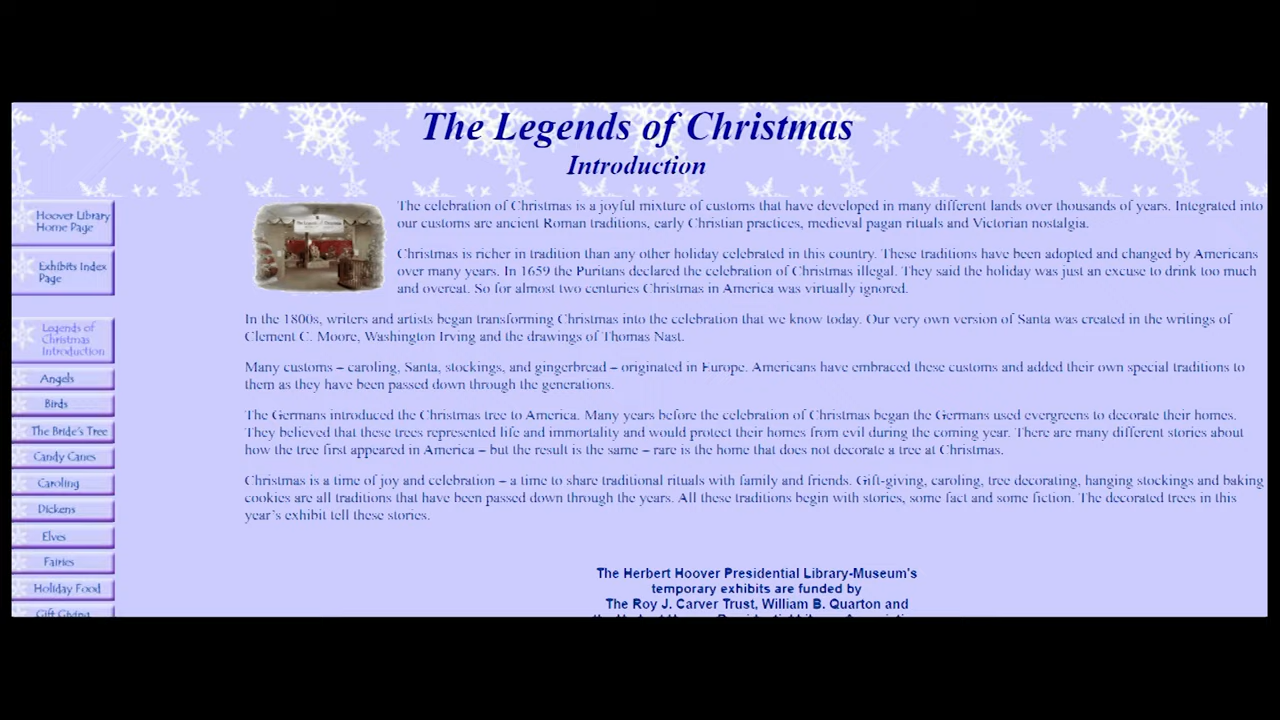 The Legends of Christmas
Introduction
Hoover Library
Home Page
Exhibits Index
Page
Legends of
Christmas
Introduction
Angels
Birds
The Bride's Tree
Candy Canes
Caroling
Dickens
Elves
Fairies
Holiday Food
Gift Giving
The Legends of Christmas
The celebration of Christmas is a joyful mixture of customs that have developed in many different lands over thousands of years. Integrated into
our customs are ancient Roman traditions, early Christian practices, medieval pagan rituals and Victorian nostalgia.
Christmas is richer in tradition than any other holiday celebrated in this country. These traditions have been adopted and changed by Americans
over many years. In 1659 the Puritans declared the celebration of Christmas illegal. They said the holiday was just an excuse to drink too much
and overeat. So for almost two centuries Christmas in America was virtually ignored.
In the 1800s, writers and artists began transforming Christmas into the celebration that we know today. Our very own version of Santa was created in the writings of
Clement C. Moore, Washington Irving and the drawings of Thomas Nast.
Many customs – caroling, Santa, stockings, and gingerbread – originated in Europe. Americans have embraced these customs and added their own special traditions to
them as they have been passed down through the generations.
The Germans introduced the Christmas tree to America. Many years before the celebration of Christmas began the Germans used evergreens to decorate their homes.
They believed that these trees represented life and immortality and would protect their homes from evil during the coming year. There are many different stories about
how the tree first appeared in America – but the result is the same – rare is the home that does not decorate a tree at Christmas.
Christmas is a time of joy and celebration – a time to share traditional rituals with family and friends. Gift-giving, caroling, tree decorating, hanging stockings and baking
cookies are all traditions that have been passed down through the years. All these traditions begin with stories, some fact and some fiction. The decorated trees in this
year's exhibit tell these stories.
The Herbert Hoover Presidential Library-Museum's
temporary exhibits are funded by
The Roy J. Carver Trust, William B. Quarton and